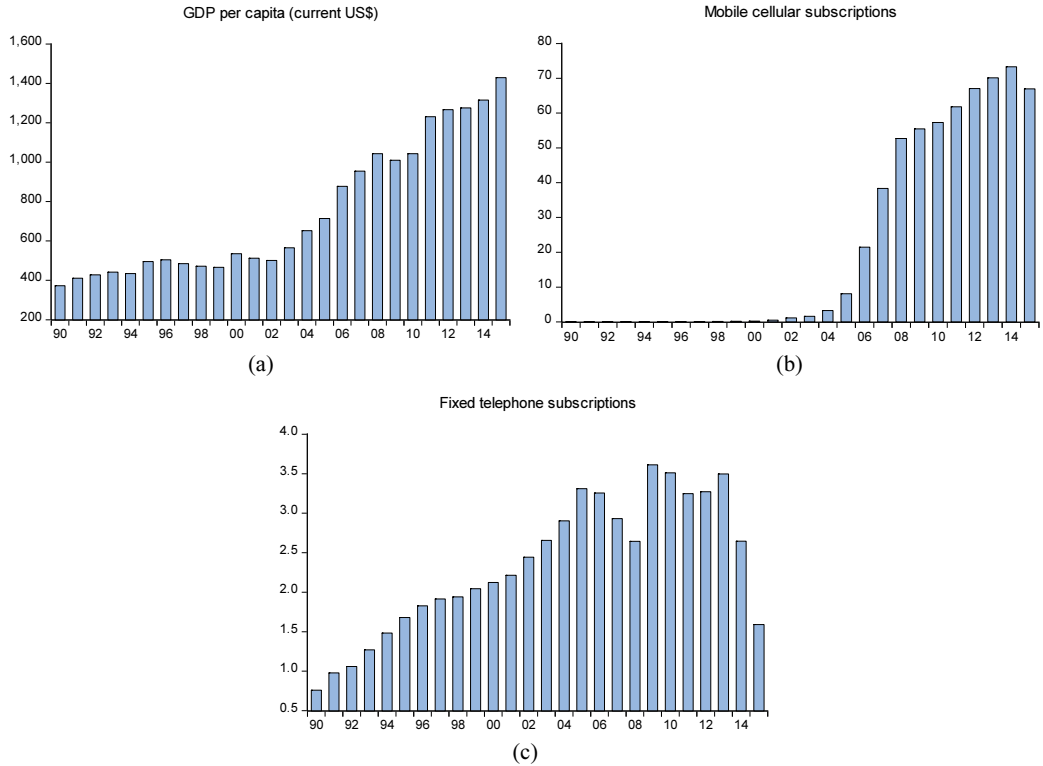 GDP per capita (current US$)
1,600
1,400
1,200
1,000
800
600
400
200
90 92 94 96 98 00 02 04 06 08 10 12 14
(a)
Mobile cellular subscriptions
80
70
60
50
40
30
20
10
0
90 92 94 96 98 00 02 04 06 08 10 12 14
(b)
Fixed telephone subscriptions
4.0
3.5
3.0
2.5
2.0
1.5
1.0
0.5
90 92 94 96 98 00 02 04 06 08 10 12 14
(c)